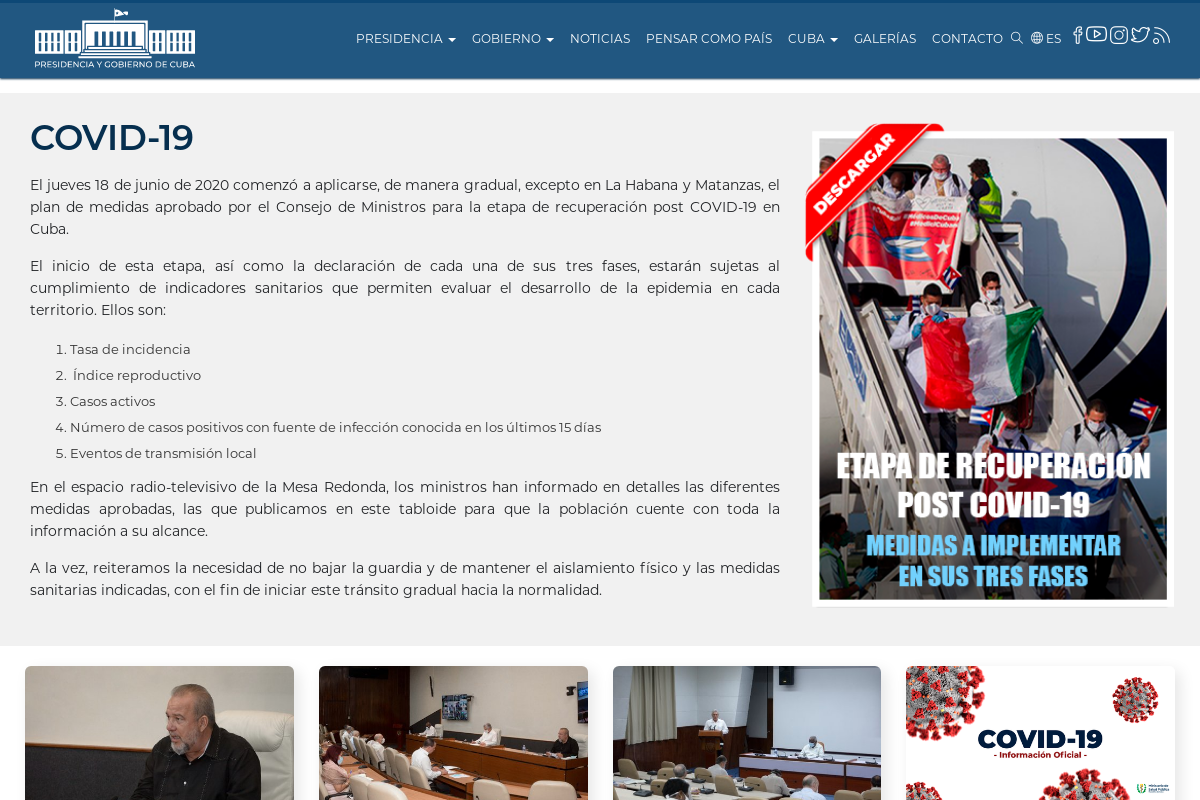 PRESIDENCIA Y GOBIERNO DE CUBA
PRESIDENCIA
GOBIERNO
NOTICIAS
PENSAR COMO PAÍS
CUBA
GALERÍAS
CONTACTO
ES
COVID-19
El jueves 18 de junio de 2020 comenzó a aplicarse, de manera gradual, excepto en La Habana y Matanzas, el
plan de medidas aprobado por el Consejo de Ministros para la etapa de recuperación post COVID-19 en
Cuba.
El inicio de esta etapa, así como la declaración de cada una de sus tres fases, estarán sujetas al
cumplimiento de indicadores sanitarios que permiten evaluar el desarrollo de la epidemia en cada
territorio. Ellos son:
1. Tasa de incidencia
2. Índice reproductivo
3. Casos activos
4. Número de casos positivos con fuente de infección conocida en los últimos 15 días
5. Eventos de transmisión local
En el espacio radio-televisivo de la Mesa Redonda, los ministros han informado en detalles las diferentes
medidas aprobadas, las que publicamos en este tabloide para que la población cuente con toda la
información a su alcance.
A la vez, reiteramos la necesidad de no bajar la guardia y de mantener el aislamiento físico y las medidas
sanitarias indicadas, con el fin de iniciar este tránsito gradual hacia la normalidad.
DESCARGAR
ETAPA DE RECUPERACIÓN
POST COVID-19
MEDIDAS A IMPLEMENTAR
EN SUS TRES FASES
COVID-19
- Información Oficial -